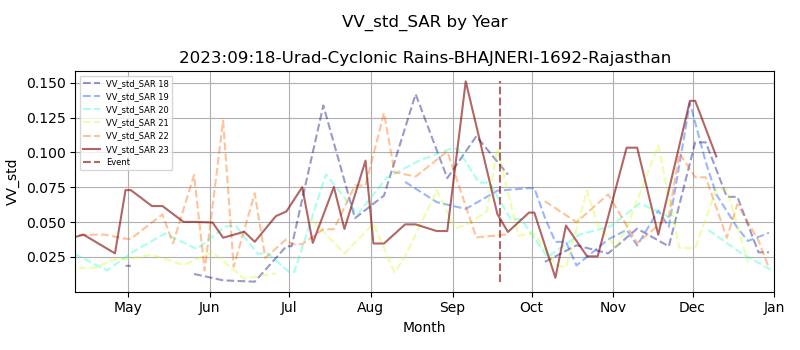 VV_std_SAR by Year
2023:09:18-Urad-Cyclonic Rains-BHAJNERI-1692-Rajasthan
0.150
0.125
0.100
0.075
0.050
0.025
VV_std
VV_std_SAR 18
VV_std_SAR 19
VV_std_SAR 20
VV_std_SAR 21
VV_std_SAR 22
VV_std_SAR 23
Event
May Jun Jul Aug Sep Oct Nov Dec Jan
Month